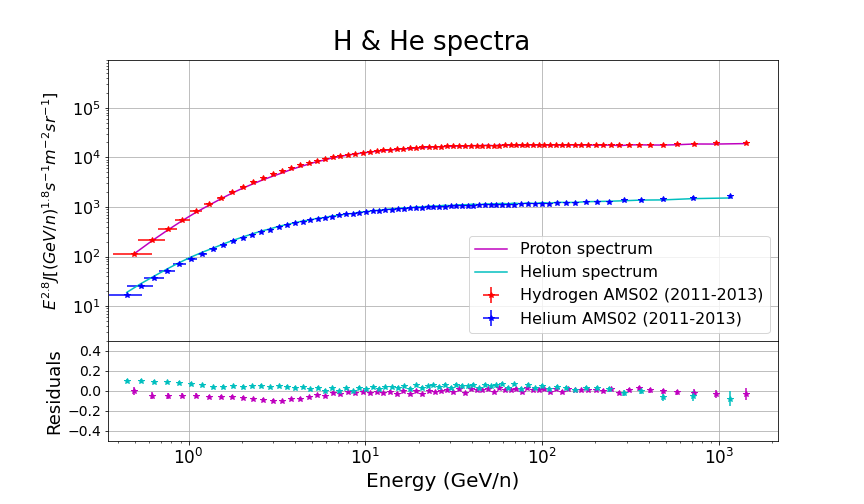 H & He spectra
E^{2.8}J[(GeV/n)^{1.8}s^{-1}m^{-2}sr^{-1}]
10^5
10^4
10^3
10^2
10^1
Proton spectrum
Helium spectrum
Hydrogen AMS02 (2011-2013)
Helium AMS02 (2011-2013)
Residuals
0.4
0.2
0.0
−0.2
−0.4
10^0 10^1 10^2 10^3
Energy (GeV/n)